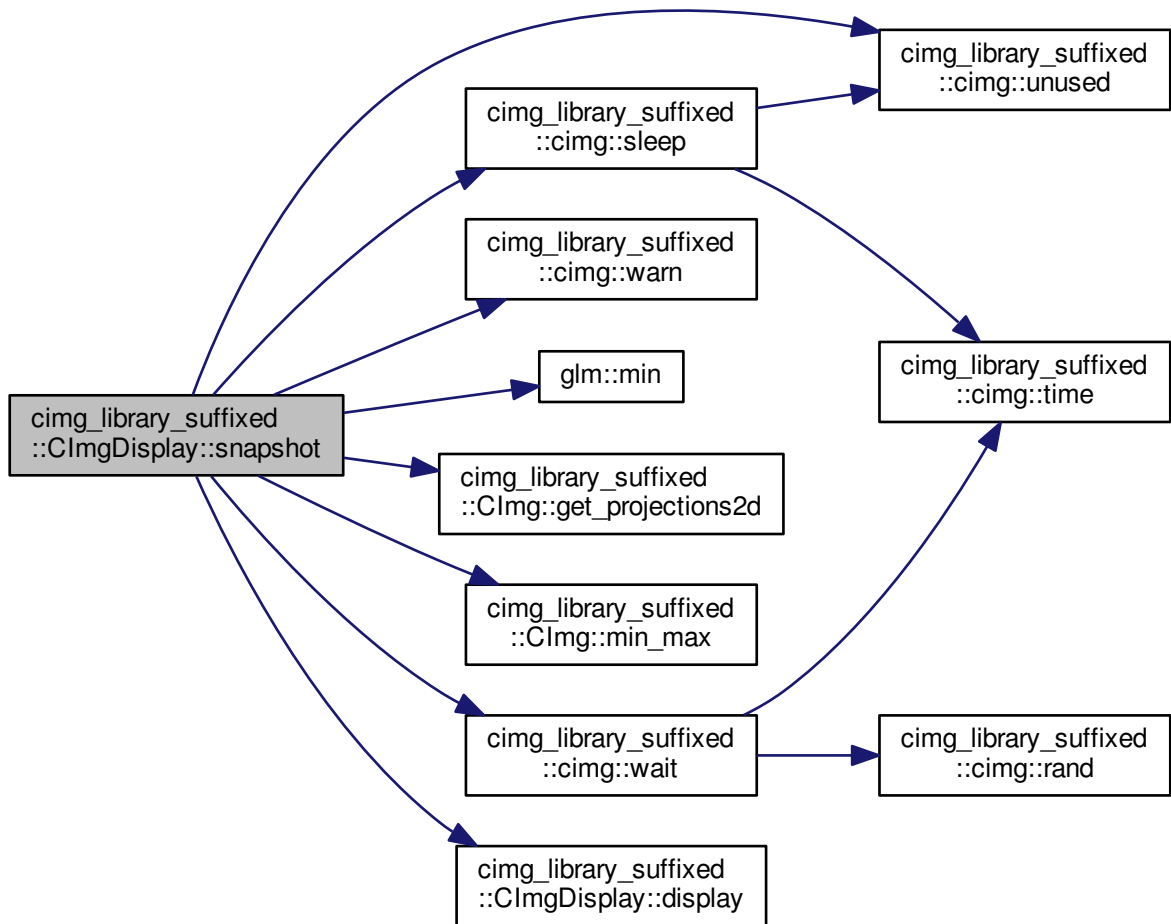 cimg_library_suffixed
::CImgDisplay::snapshot
cimg_library_suffixed
::cimg::unused
cimg_library_suffixed
::cimg::sleep
cimg_library_suffixed
::cimg::warn
glm::min
cimg_library_suffixed
::cimg::time
cimg_library_suffixed
::CImg::get_projections2d
cimg_library_suffixed
::CImg::min_max
cimg_library_suffixed
::cimg::wait
cimg_library_suffixed
::cimg::rand
cimg_library_suffixed
::CImgDisplay::display